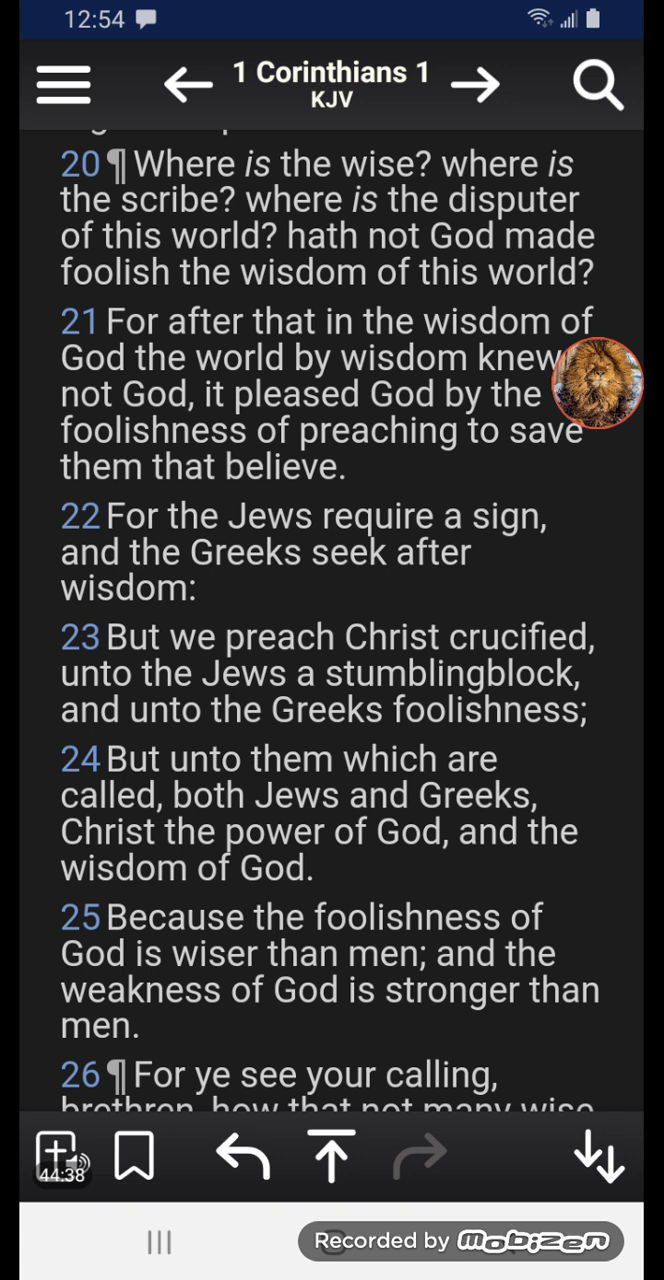 12:54
1 Corinthians 1
KJV
20 ¶ Where is the wise? where is
the scribe? where is the disputer
of this world? hath not God made
foolish the wisdom of this world?
21 For after that in the wisdom of
God the world by wisdom knew
not God, it pleased God by the
foolishness of preaching to save
them that believe.
22 For the Jews require a sign,
and the Greeks seek after
wisdom:
23 But we preach Christ crucified,
unto the Jews a stumblingblock,
and unto the Greeks foolishness;
24 But unto them which are
called, both Jews and Greeks,
Christ the power of God, and the
wisdom of God.
25 Because the foolishness of
God is wiser than men; and the
weakness of God is stronger than
men.
26 ¶ For ye see your calling,
brethren, how that not many wise
44:38
Recorded by mobizen